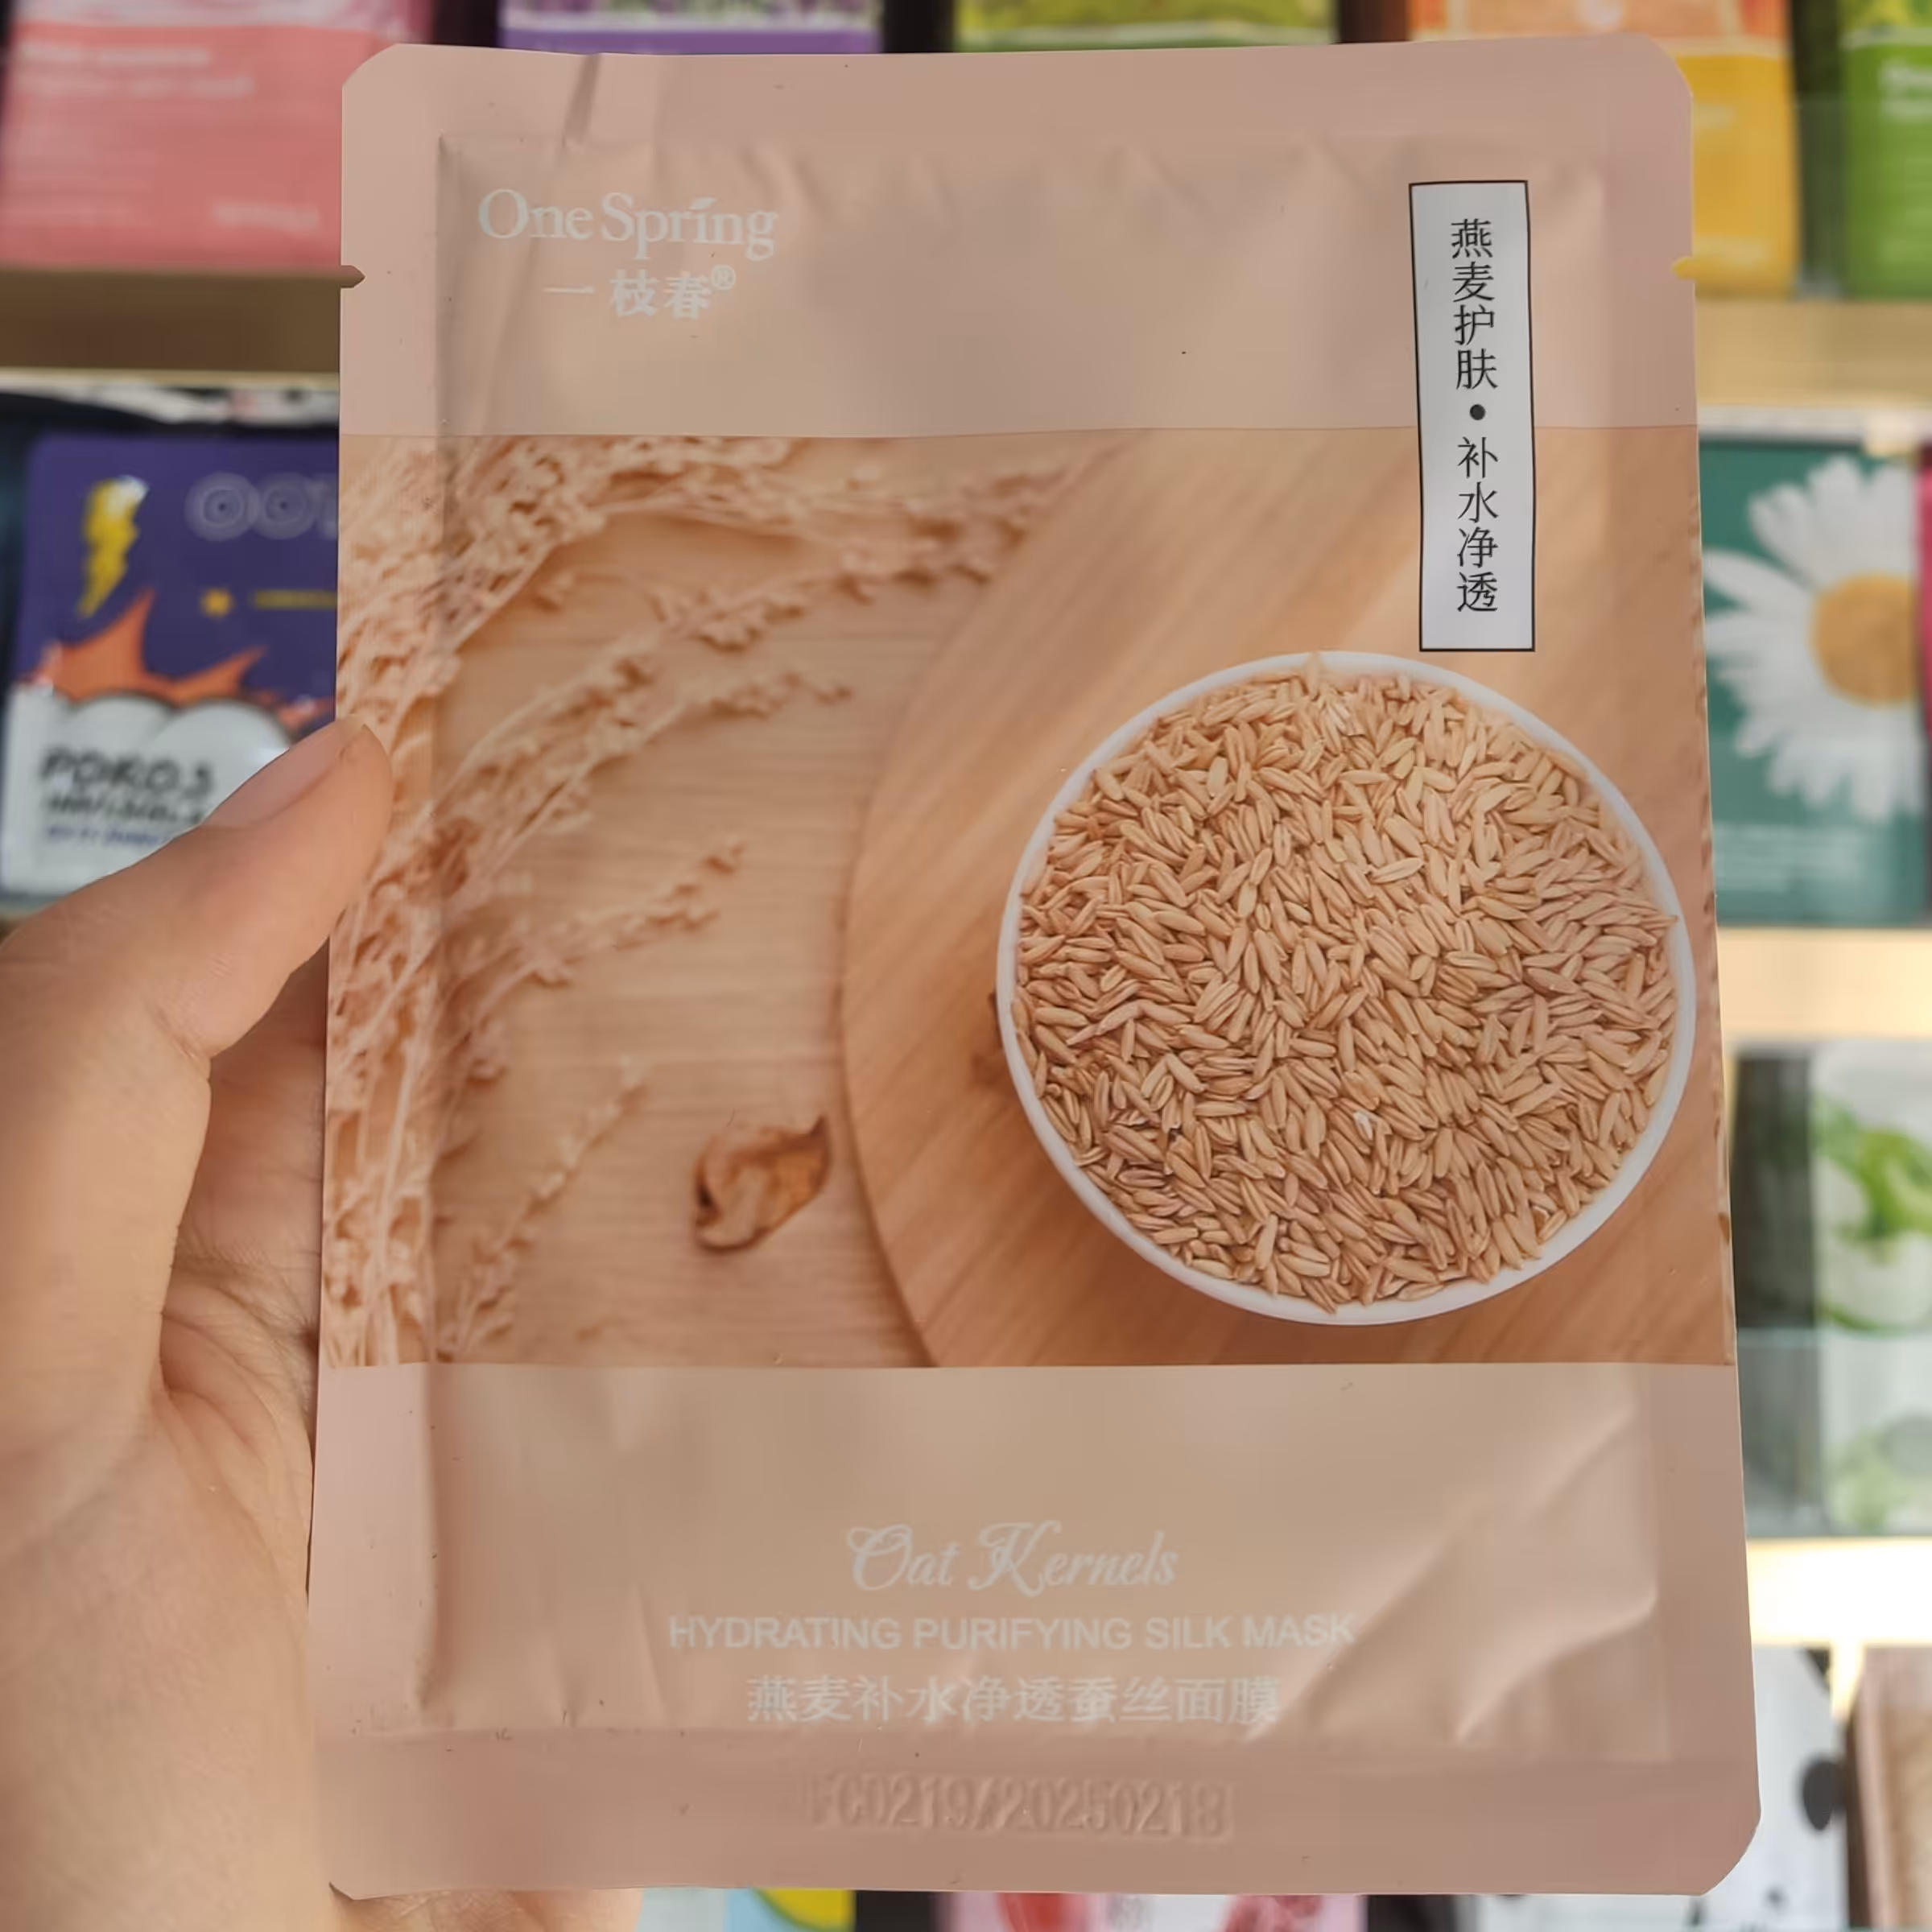 One Spring
一枝春®
燕麦护肤•补水净透
Oat Kernels
HYDRATING PURIFYING SILK MASK
燕麦补水净透蚕丝面膜
CD219/20250218